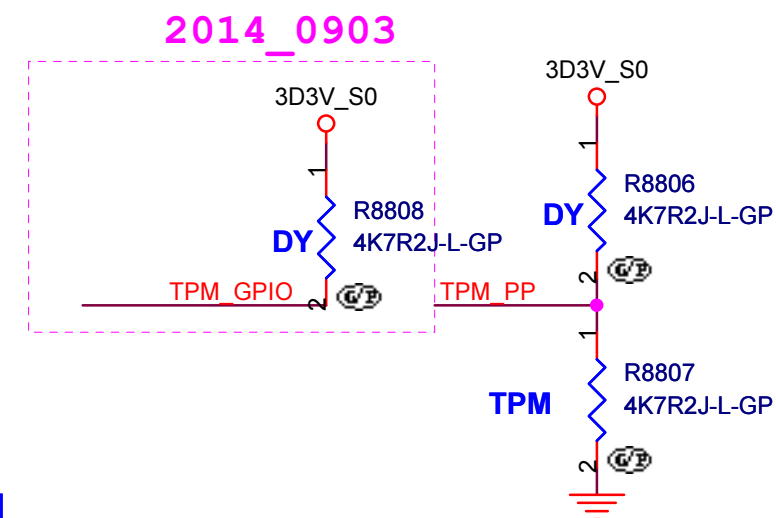 2014_0903
3D3V_S0
1
R8808
4K7R2J-L-GP
DY
TPM_GPIO
2
G/P
3D3V_S0
1
R8806
4K7R2J-L-GP
DY
2
G/P
TPM_PP
1
R8807
4K7R2J-L-GP
TPM
2
G/P